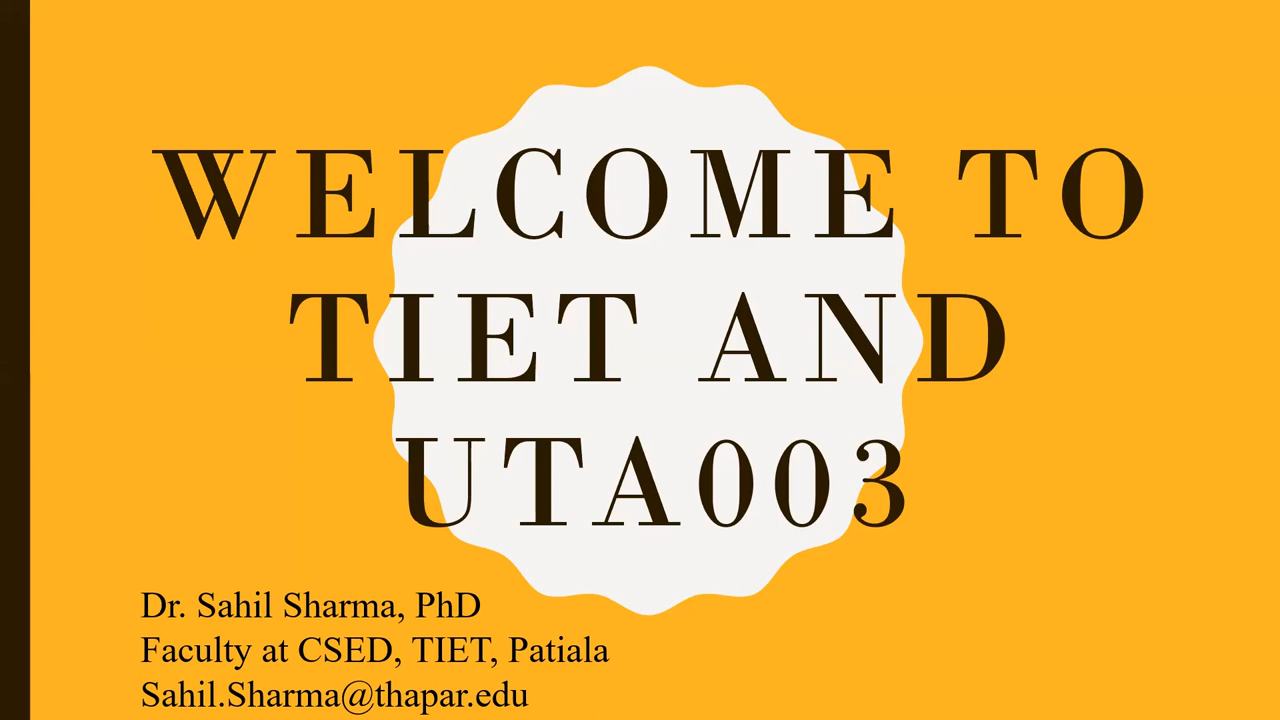 WELCOME TO
TIET AND
UTA003
Dr. Sahil Sharma, PhD
Faculty at CSED, TIET, Patiala
Sahil.Sharma@thapar.edu